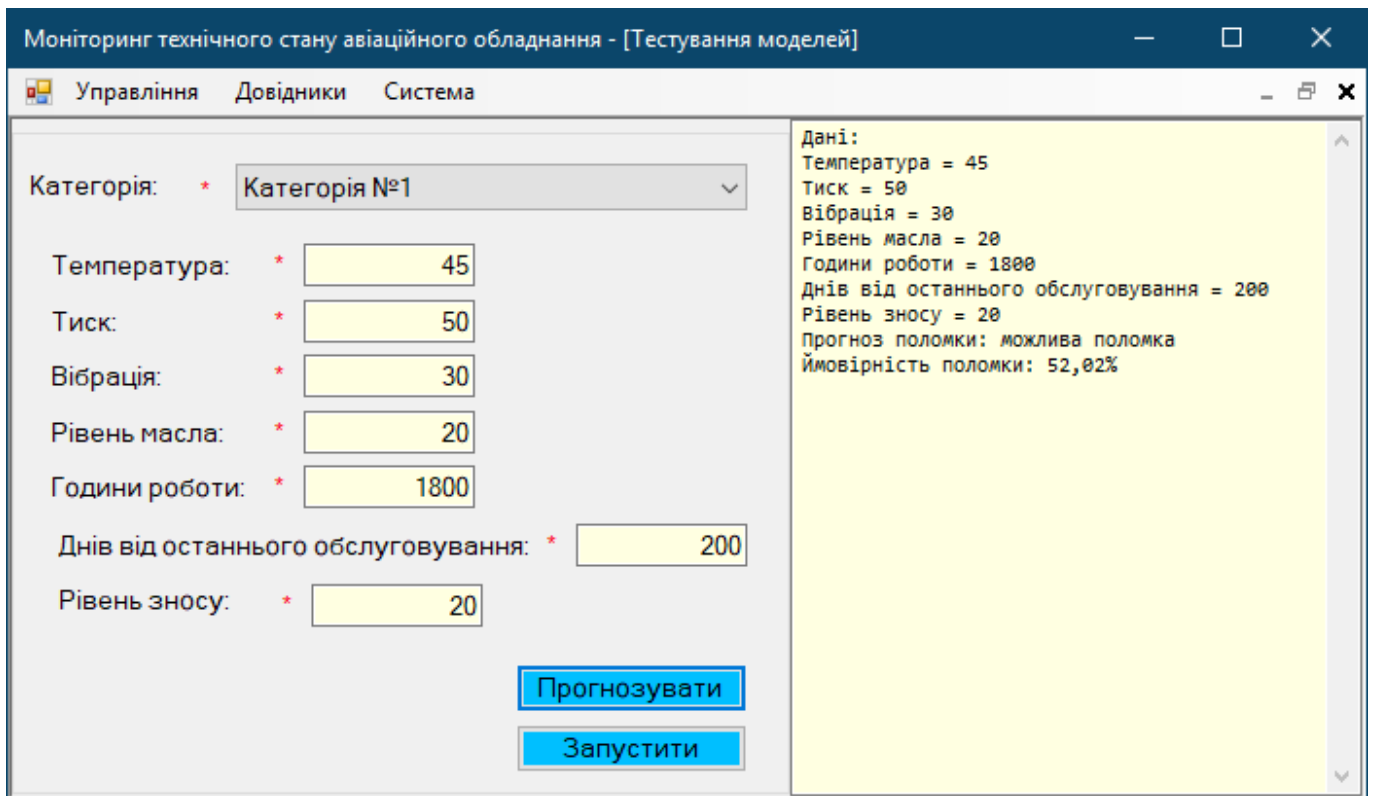 Моніторинг технічного стану авіаційного обладнання - [Тестування моделей]
Управління Довідники Система
Категорія: * Категорія №1
Температура: * 45
Тиск: * 50
Вібрація: * 30
Рівень масла: * 20
Години роботи: * 1800
Днів від останнього обслуговування: * 200
Рівень зносу: * 20
Прогнозувати
Запустити
Дані:
Температура = 45
Тиск = 50
Вібрація = 30
Рівень масла = 20
Години роботи = 1800
Днів від останнього обслуговування = 200
Рівень зносу = 20
Прогноз поломки: можлива поломка
Ймовірність поломки: 52,02%